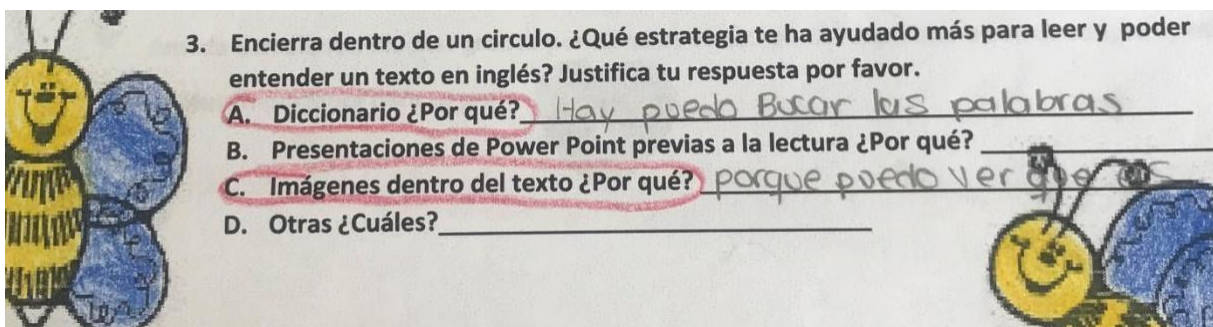 3. Encierra dentro de un circulo. ¿Qué estrategia te ha ayudado más para leer y poder
entender un texto en inglés? Justifica tu respuesta por favor.
A. Diccionario ¿Por qué? Hay puedo Bucar las palabras
B. Presentaciones de Power Point previas a la lectura ¿Por qué?
C. Imágenes dentro del texto ¿Por qué? porque puedo ver que es
D. Otras ¿Cuáles?